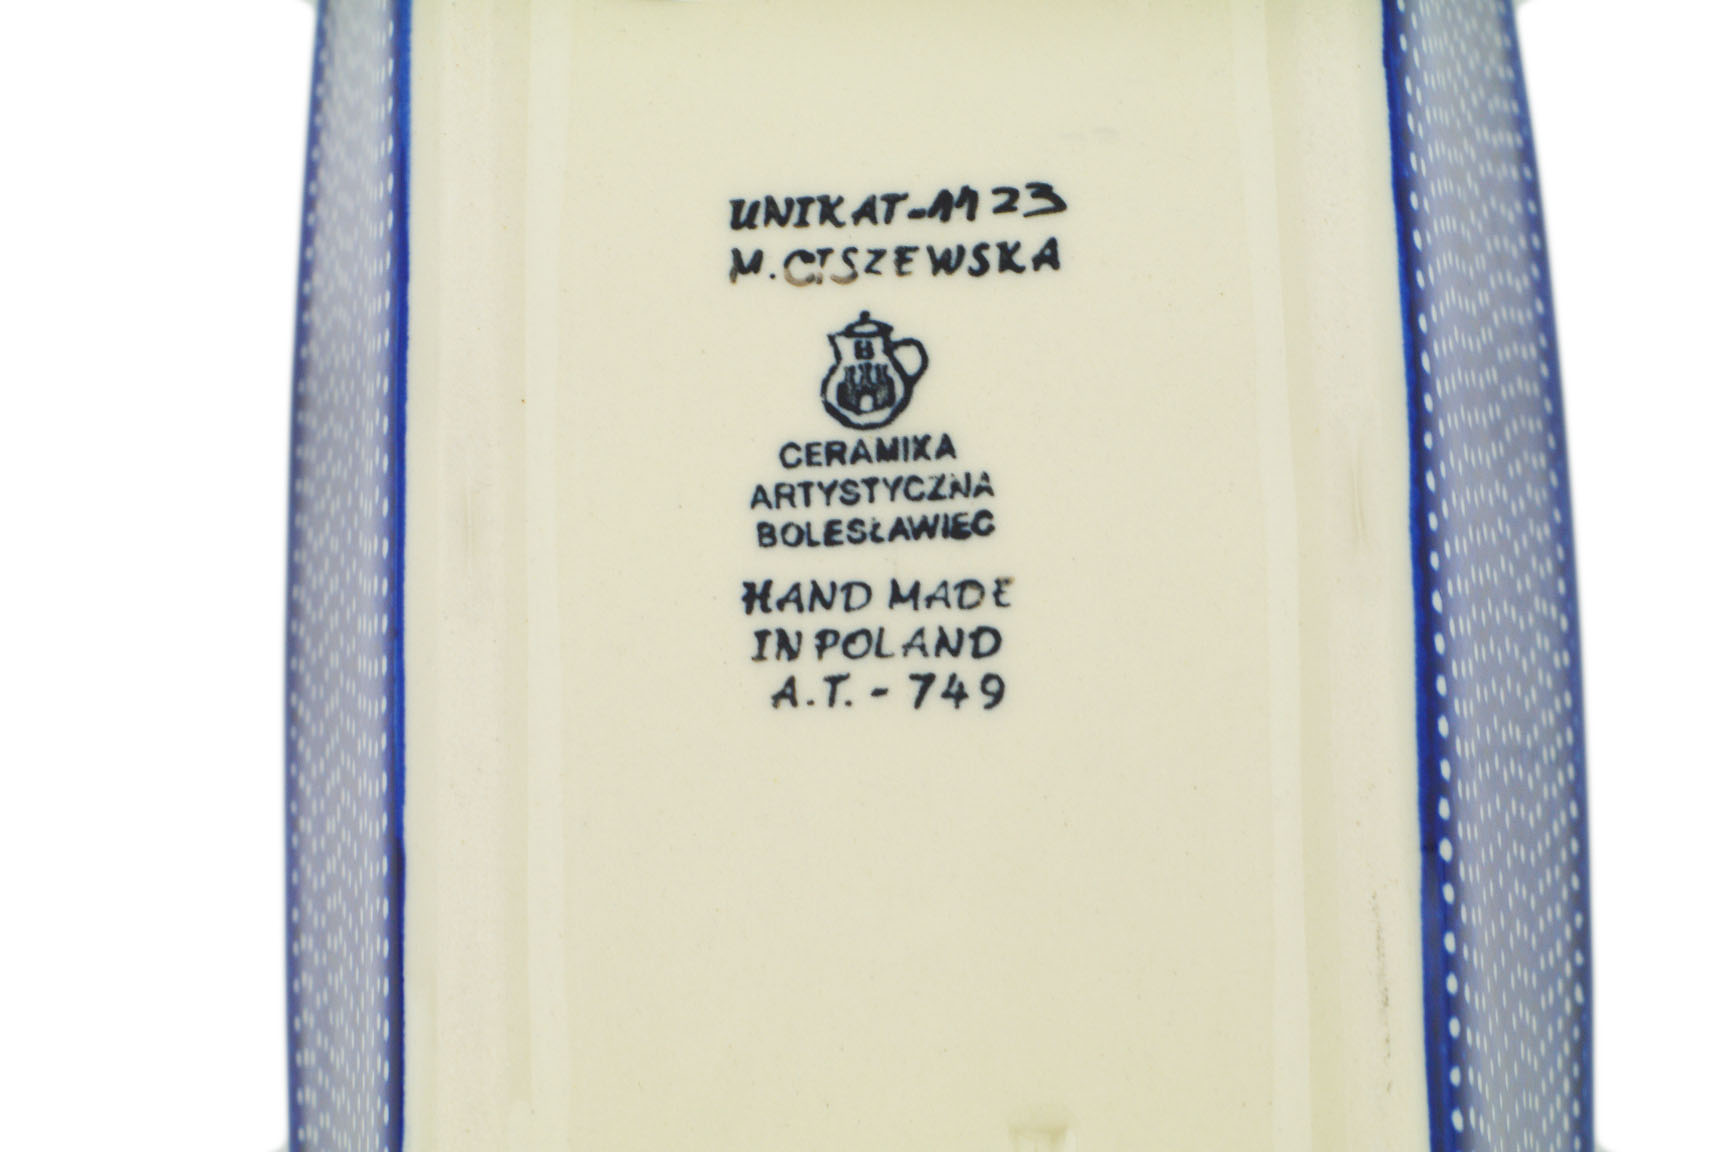 UNIKAT-1123
M. CISZEWSKA
B
CERAMIKA
ARTYSTYCZNA
BOLESŁAWIEC
HAND MADE
IN POLAND
A.T. - 749